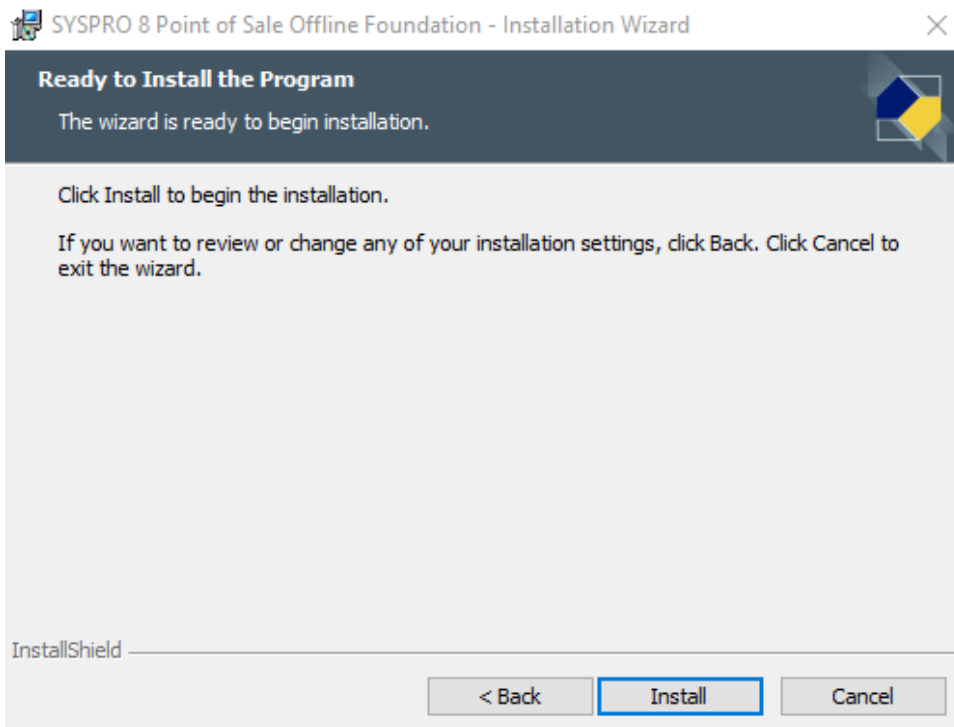 SYSPRO 8 Point of Sale Offline Foundation - Installation Wizard
Ready to Install the Program
The wizard is ready to begin installation.
Click Install to begin the installation.
If you want to review or change any of your installation settings, click Back. Click Cancel to
exit the wizard.
InstallShield
< Back
Install
Cancel